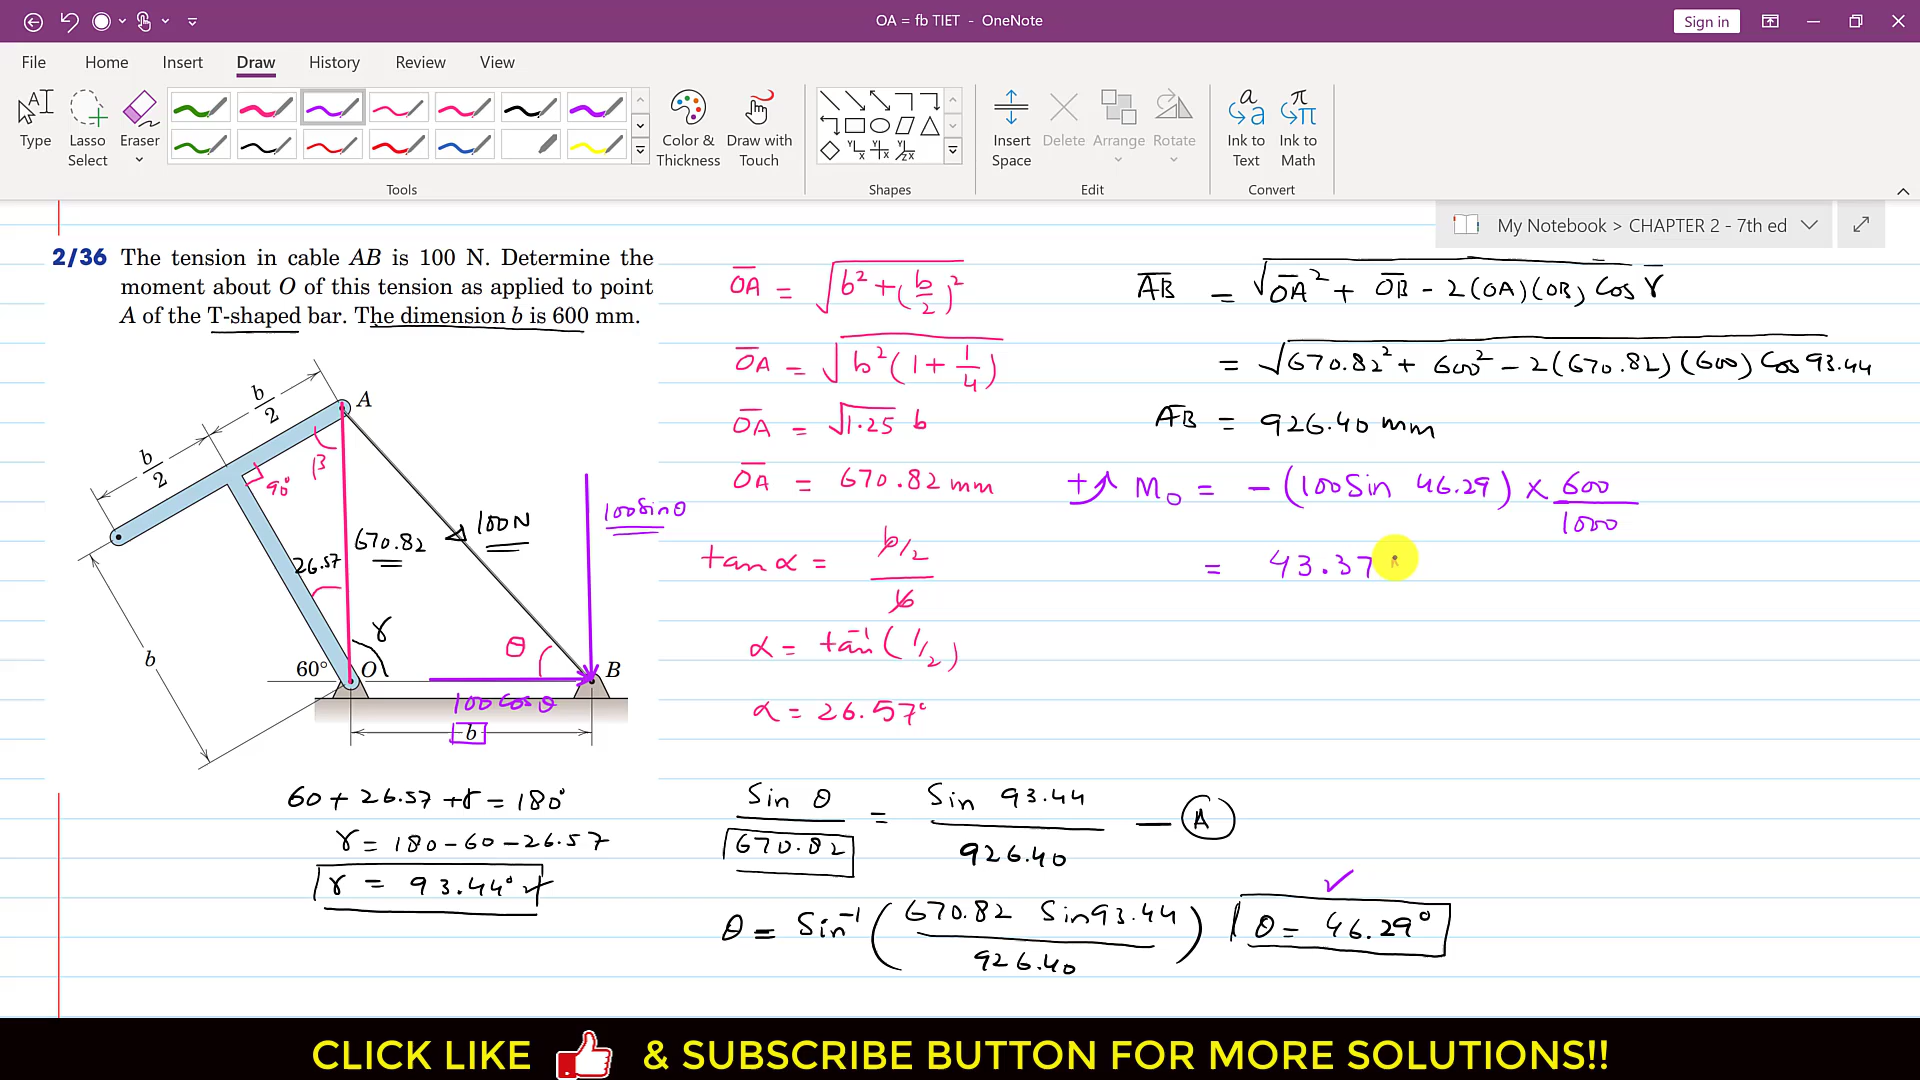 OA = fb TIET - OneNote
Sign in
File Home Insert Draw History Review View
Type
Lasso Select
Eraser
Color & Thickness
Draw with Touch
Insert Space
Delete
Arrange
Rotate
Ink to Text
Ink to Math
Tools
Shapes
Edit
Convert
My Notebook > CHAPTER 2 - 7th ed
2/36 The tension in cable AB is 100 N. Determine the
moment about O of this tension as applied to point
A of the T-shaped bar. The dimension b is 600 mm.
b/2
A
b/2
β
90°
670.82
100N
100Sinθ
26.57
γ
θ
60°
O
B
b
100 Cosθ
b
60 + 26.57 + γ = 180°
γ = 180 - 60 - 26.57
γ = 93.44°
OA = √(b² + (b/2)²)
OA = √(b²(1 + 1/4))
OA = √1.25 b
OA = 670.82 mm
tan α = (b/2)/b
α = tan⁻¹(1/2)
α = 26.57°
AB = √(OA² + OB - 2(OA)(OB) Cos γ)
= √(670.82² + 600² - 2(670.82)(600) Cos 93.44)
AB = 926.40 mm
+ M₀ = - (100Sin 46.29) × 600/1000
= 43.37
Sin θ / 670.82 = Sin 93.44 / 926.40 — A
θ = Sin⁻¹(670.82 Sin93.44 / 926.40) θ = 46.29°
CLICK LIKE & SUBSCRIBE BUTTON FOR MORE SOLUTIONS!!